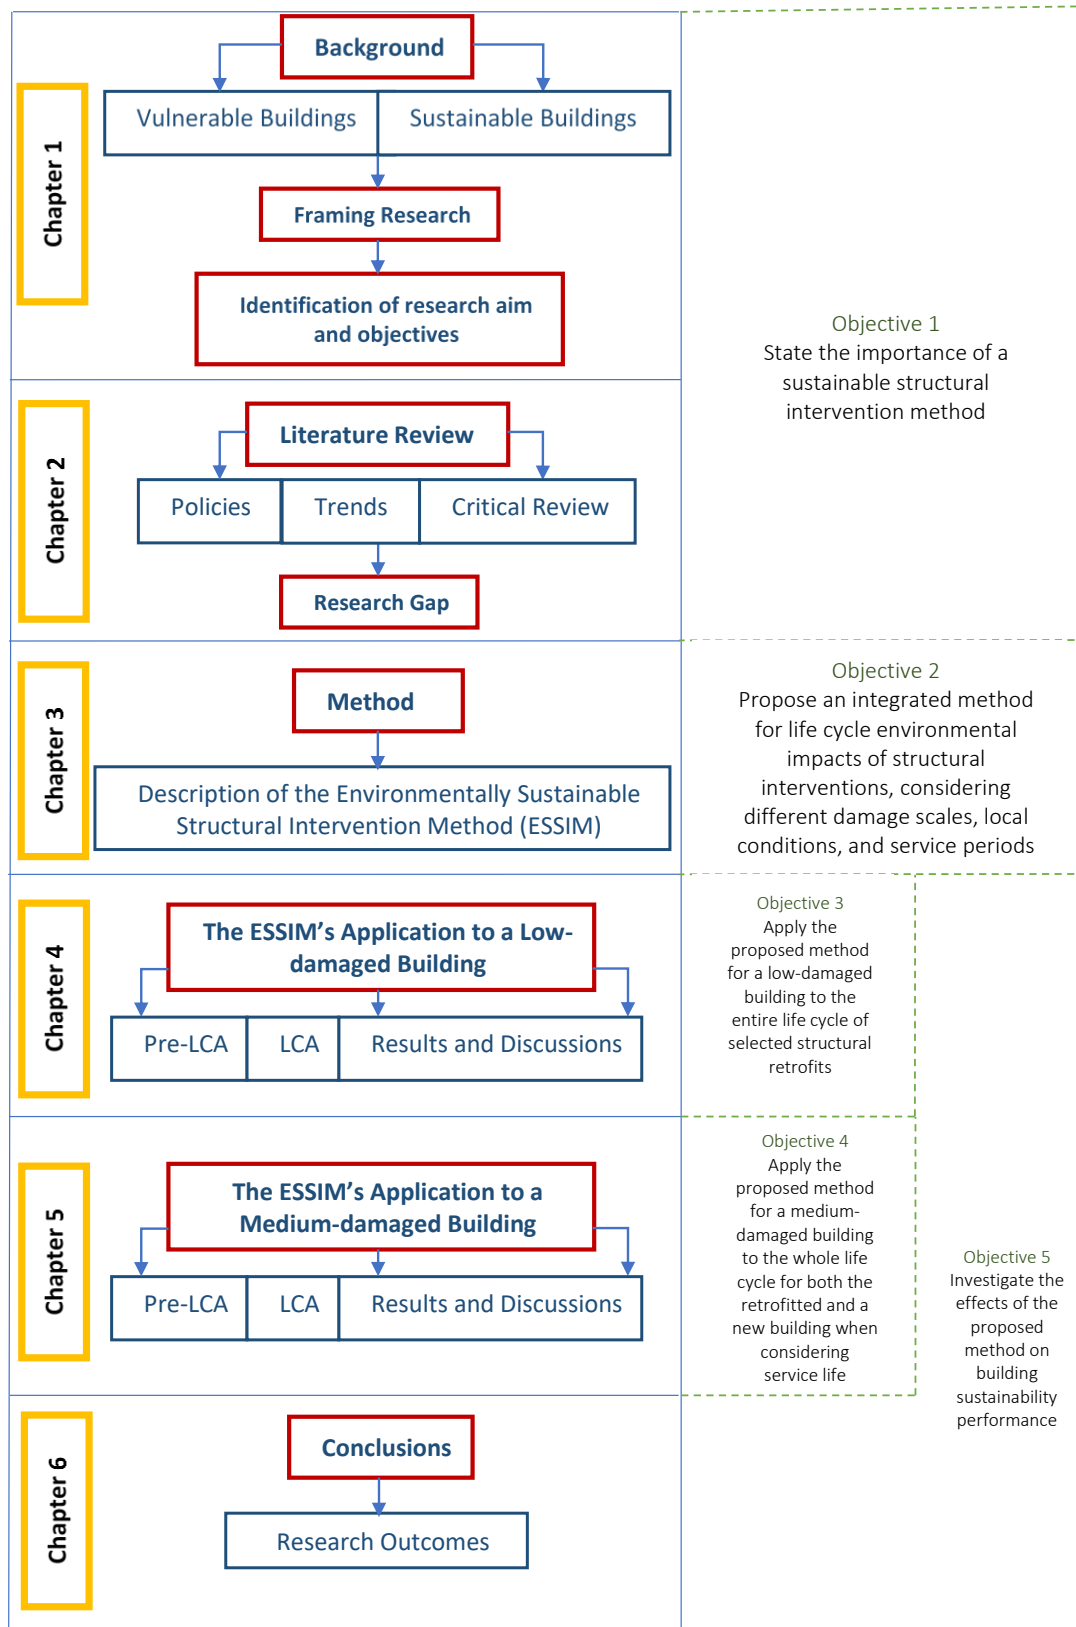 Chapter 1
Background
Vulnerable Buildings
Sustainable Buildings
Framing Research
Identification of research aim
and objectives
Objective 1
State the importance of a
sustainable structural
intervention method
Chapter 2
Literature Review
Policies
Trends
Critical Review
Research Gap
Chapter 3
Method
Description of the Environmentally Sustainable
Structural Intervention Method (ESSIM)
Objective 2
Propose an integrated method
for life cycle environmental
impacts of structural
interventions, considering
different damage scales, local
conditions, and service periods
Chapter 4
The ESSIM’s Application to a Low-
damaged Building
Pre-LCA
LCA
Results and Discussions
Objective 3
Apply the
proposed method
for a low-damaged
building to the
entire life cycle of
selected structural
retrofits
Chapter 5
The ESSIM’s Application to a
Medium-damaged Building
Pre-LCA
LCA
Results and Discussions
Objective 4
Apply the
proposed method
for a medium-
damaged building
to the whole life
cycle for both the
retrofitted and a
new building when
considering
service life
Objective 5
Investigate the
effects of the
proposed
method on
building
sustainability
performance
Chapter 6
Conclusions
Research Outcomes